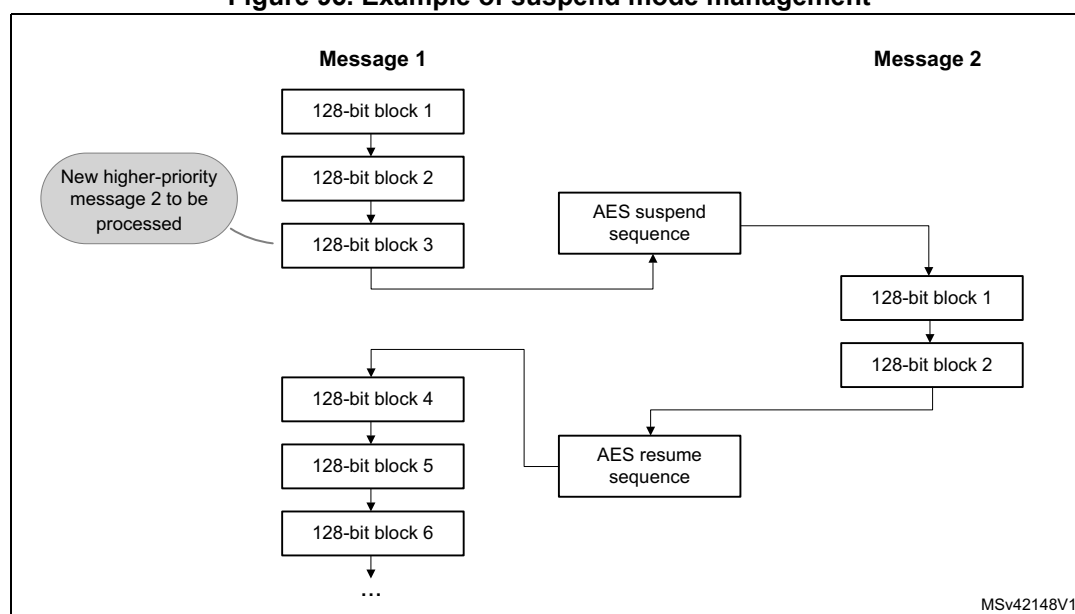 Figure 96. Example of suspend mode management
Message 1
Message 2
128-bit block 1
128-bit block 2
128-bit block 3
New higher-priority
message 2 to be
processed
AES suspend
sequence
128-bit block 1
128-bit block 2
AES resume
sequence
128-bit block 4
128-bit block 5
128-bit block 6
...
MSv42148V1